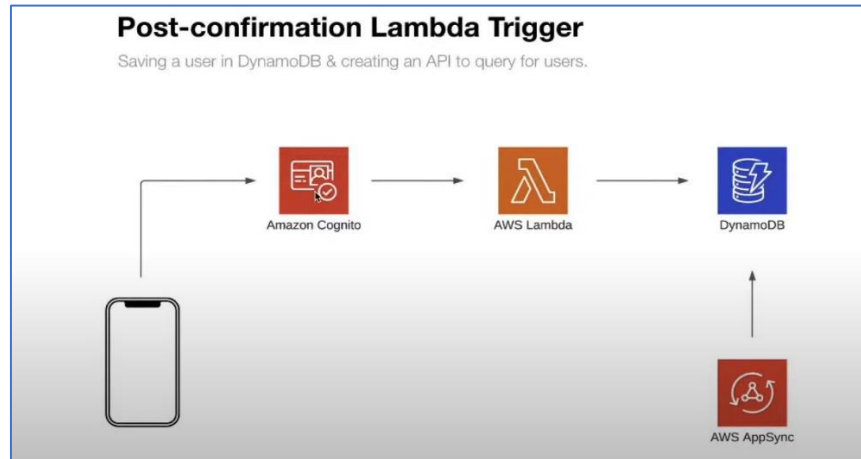 Post-confirmation Lambda Trigger
Saving a user in DynamoDB & creating an API to query for users.
Amazon Cognito
AWS Lambda
DynamoDB
AWS AppSync